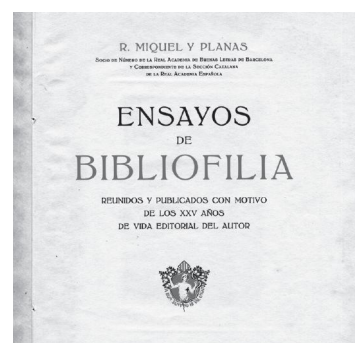 R. MIQUEL Y PLANAS
SOCIO DE NÚMERO DE LA REAL ACADEMIA DE BUENAS LETRAS DE BARCELONA
Y CORRESPONDIENTE DE LA SECCIÓN CATALANA
DE LA REAL ACADEMIA ESPAÑOLA
ENSAYOS
DE
BIBLIOFILIA
REUNIDOS Y PUBLICADOS CON MOTIVO
DE LOS XXV AÑOS
DE VIDA EDITORIAL DEL AUTOR